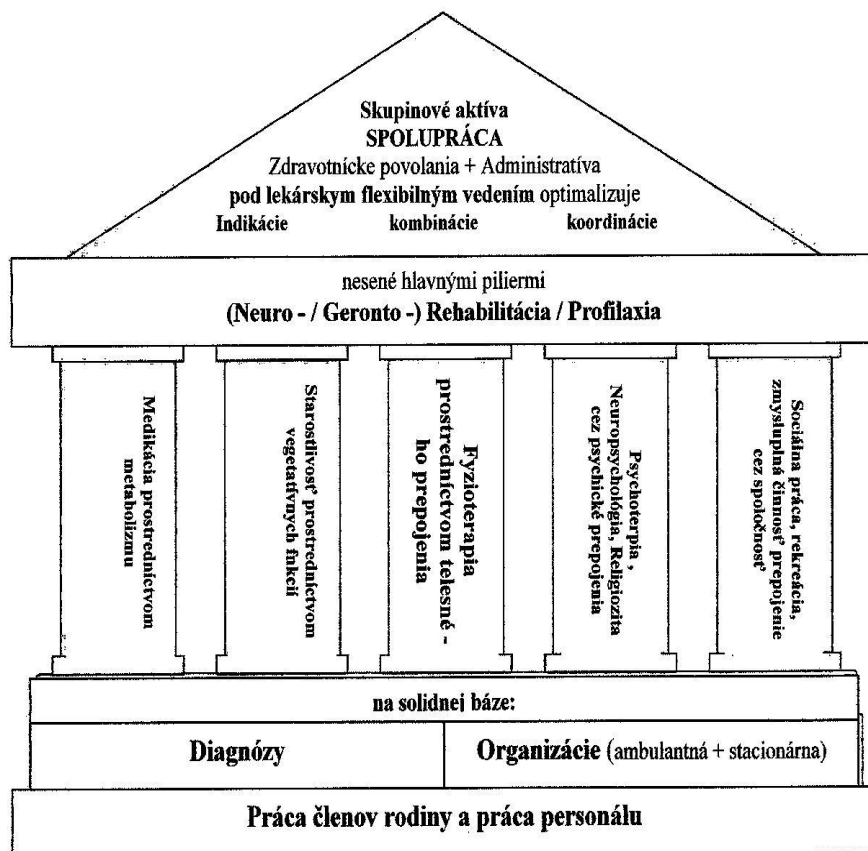 Skupinové aktíva
SPOLUPRÁCA
Zdravotnícke povolania + Administratíva
pod lekárskym flexibilným vedením optimalizuje
Indikácie kombinácie koordinácie
nesené hlavnými piliermi
(Neuro - / Geronto -) Rehabilitácia / Profilaxia
Medikácia prostredníctvom
metabolizmu
Starostlivosť prostredníctvom
vegetatívnych fnkcií
Fyzioterapia
prostredníctvom telesné -
ho prepojenia
Psychoterpia ,
Neuropsychológia, Religiozita
cez psychické prepojenia
Sociálna práca, rekreácia,
zmysluplná činnosť prepojenie
cez spoločnosť
na solidnej báze:
Diagnózy
Organizácie (ambulantná + stacionárna)
Práca členov rodiny a práca personálu